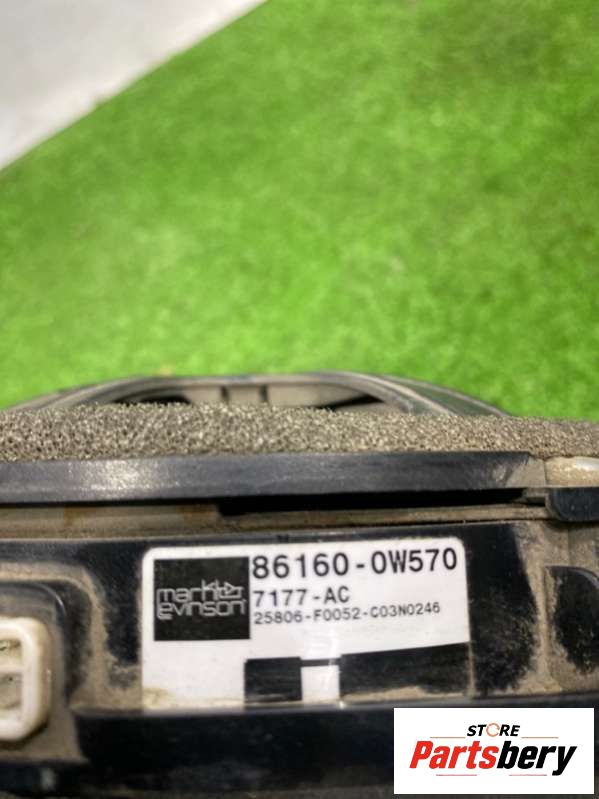 mark
levinson
86160-0W570
7177-AC
25806-F0052-C03N0246
STORE
Partsbery